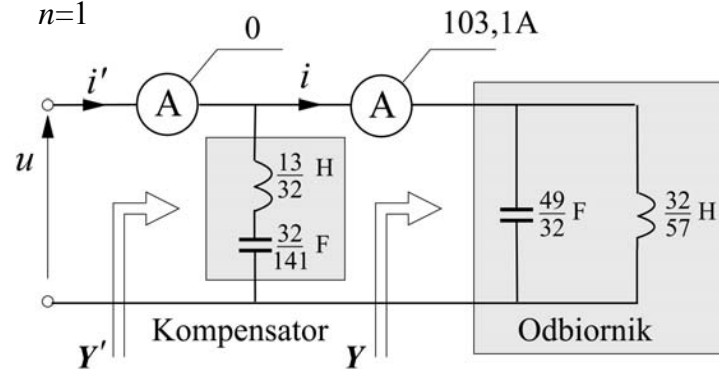 n=1
0
103,1A
i'
A
i
A
u
13/32 H
32/141 F
49/32 F
32/57 H
Kompensator
Odbiornik
Y'
Y